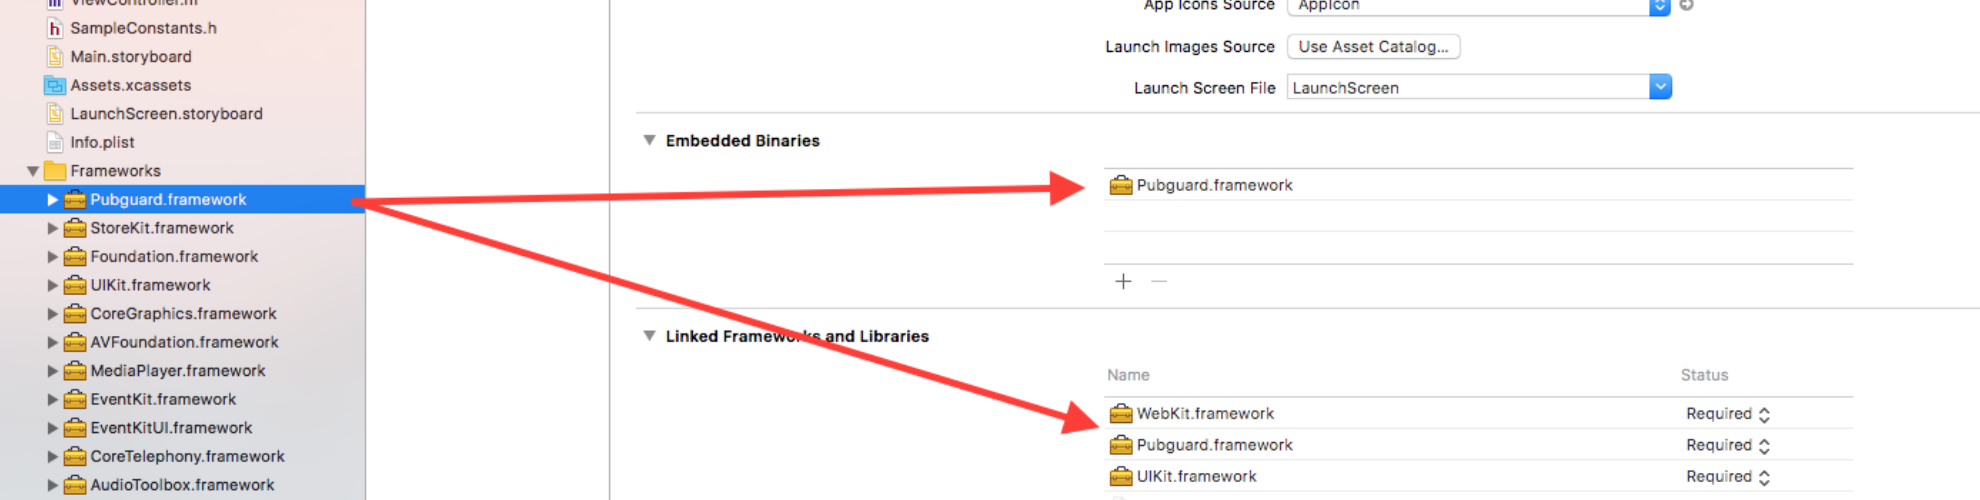 ViewController.m
SampleConstants.h
Main.storyboard
Assets.xcassets
LaunchScreen.storyboard
Info.plist
Frameworks
Pubguard.framework
StoreKit.framework
Foundation.framework
UIKit.framework
CoreGraphics.framework
AVFoundation.framework
MediaPlayer.framework
EventKit.framework
EventKitUI.framework
CoreTelephony.framework
AudioToolbox.framework
App Icons Source AppIcon
Launch Images Source Use Asset Catalog...
Launch Screen File LaunchScreen
Embedded Binaries
Pubguard.framework
Linked Frameworks and Libraries
Name Status
WebKit.framework Required
Pubguard.framework Required
UIKit.framework Required